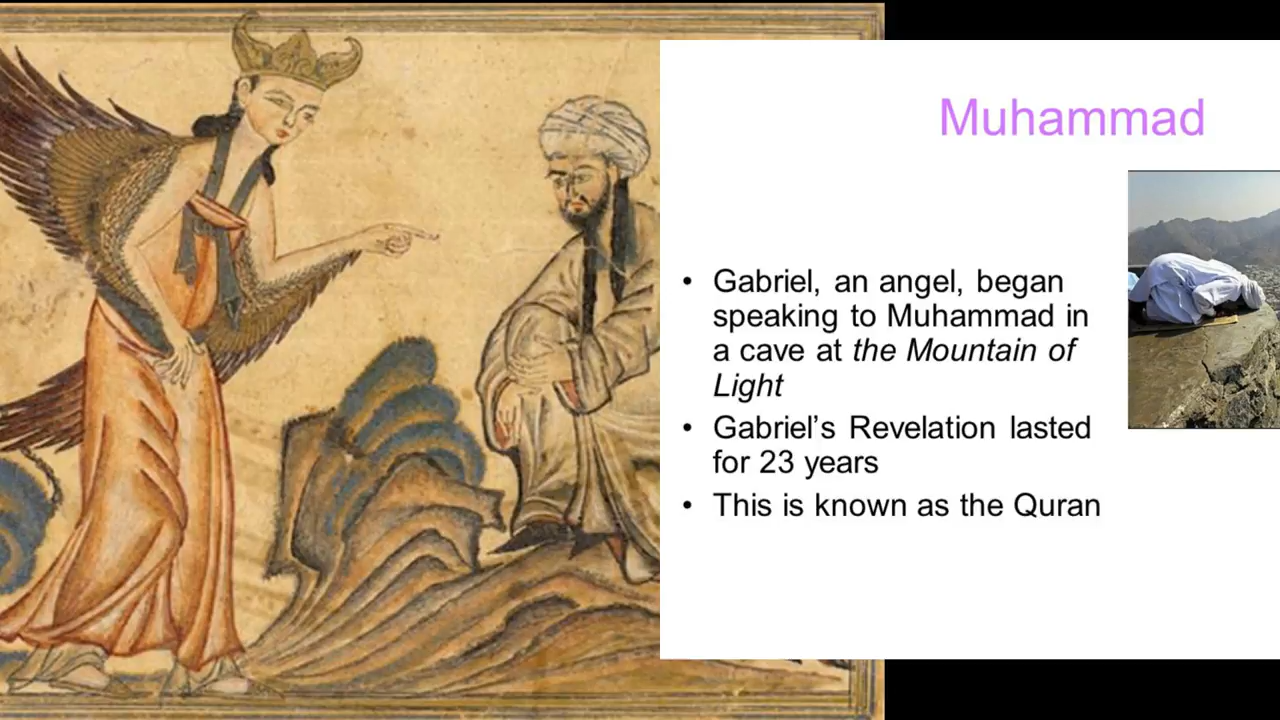 Muhammad
• Gabriel, an angel, began
speaking to Muhammad in
a cave at the Mountain of
Light
• Gabriel’s Revelation lasted
for 23 years
• This is known as the Quran